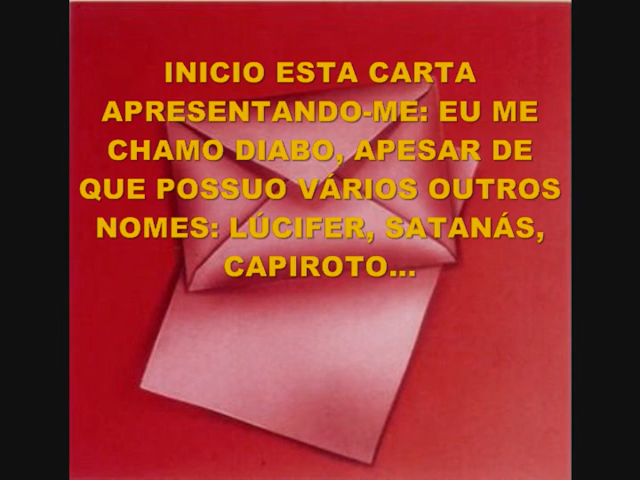 INICIO ESTA CARTA
APRESENTANDO-ME: EU ME
CHAMO DIABO, APESAR DE
QUE POSSUO VÁRIOS OUTROS
NOMES: LÚCIFER, SATANÁS,
CAPIROTO...